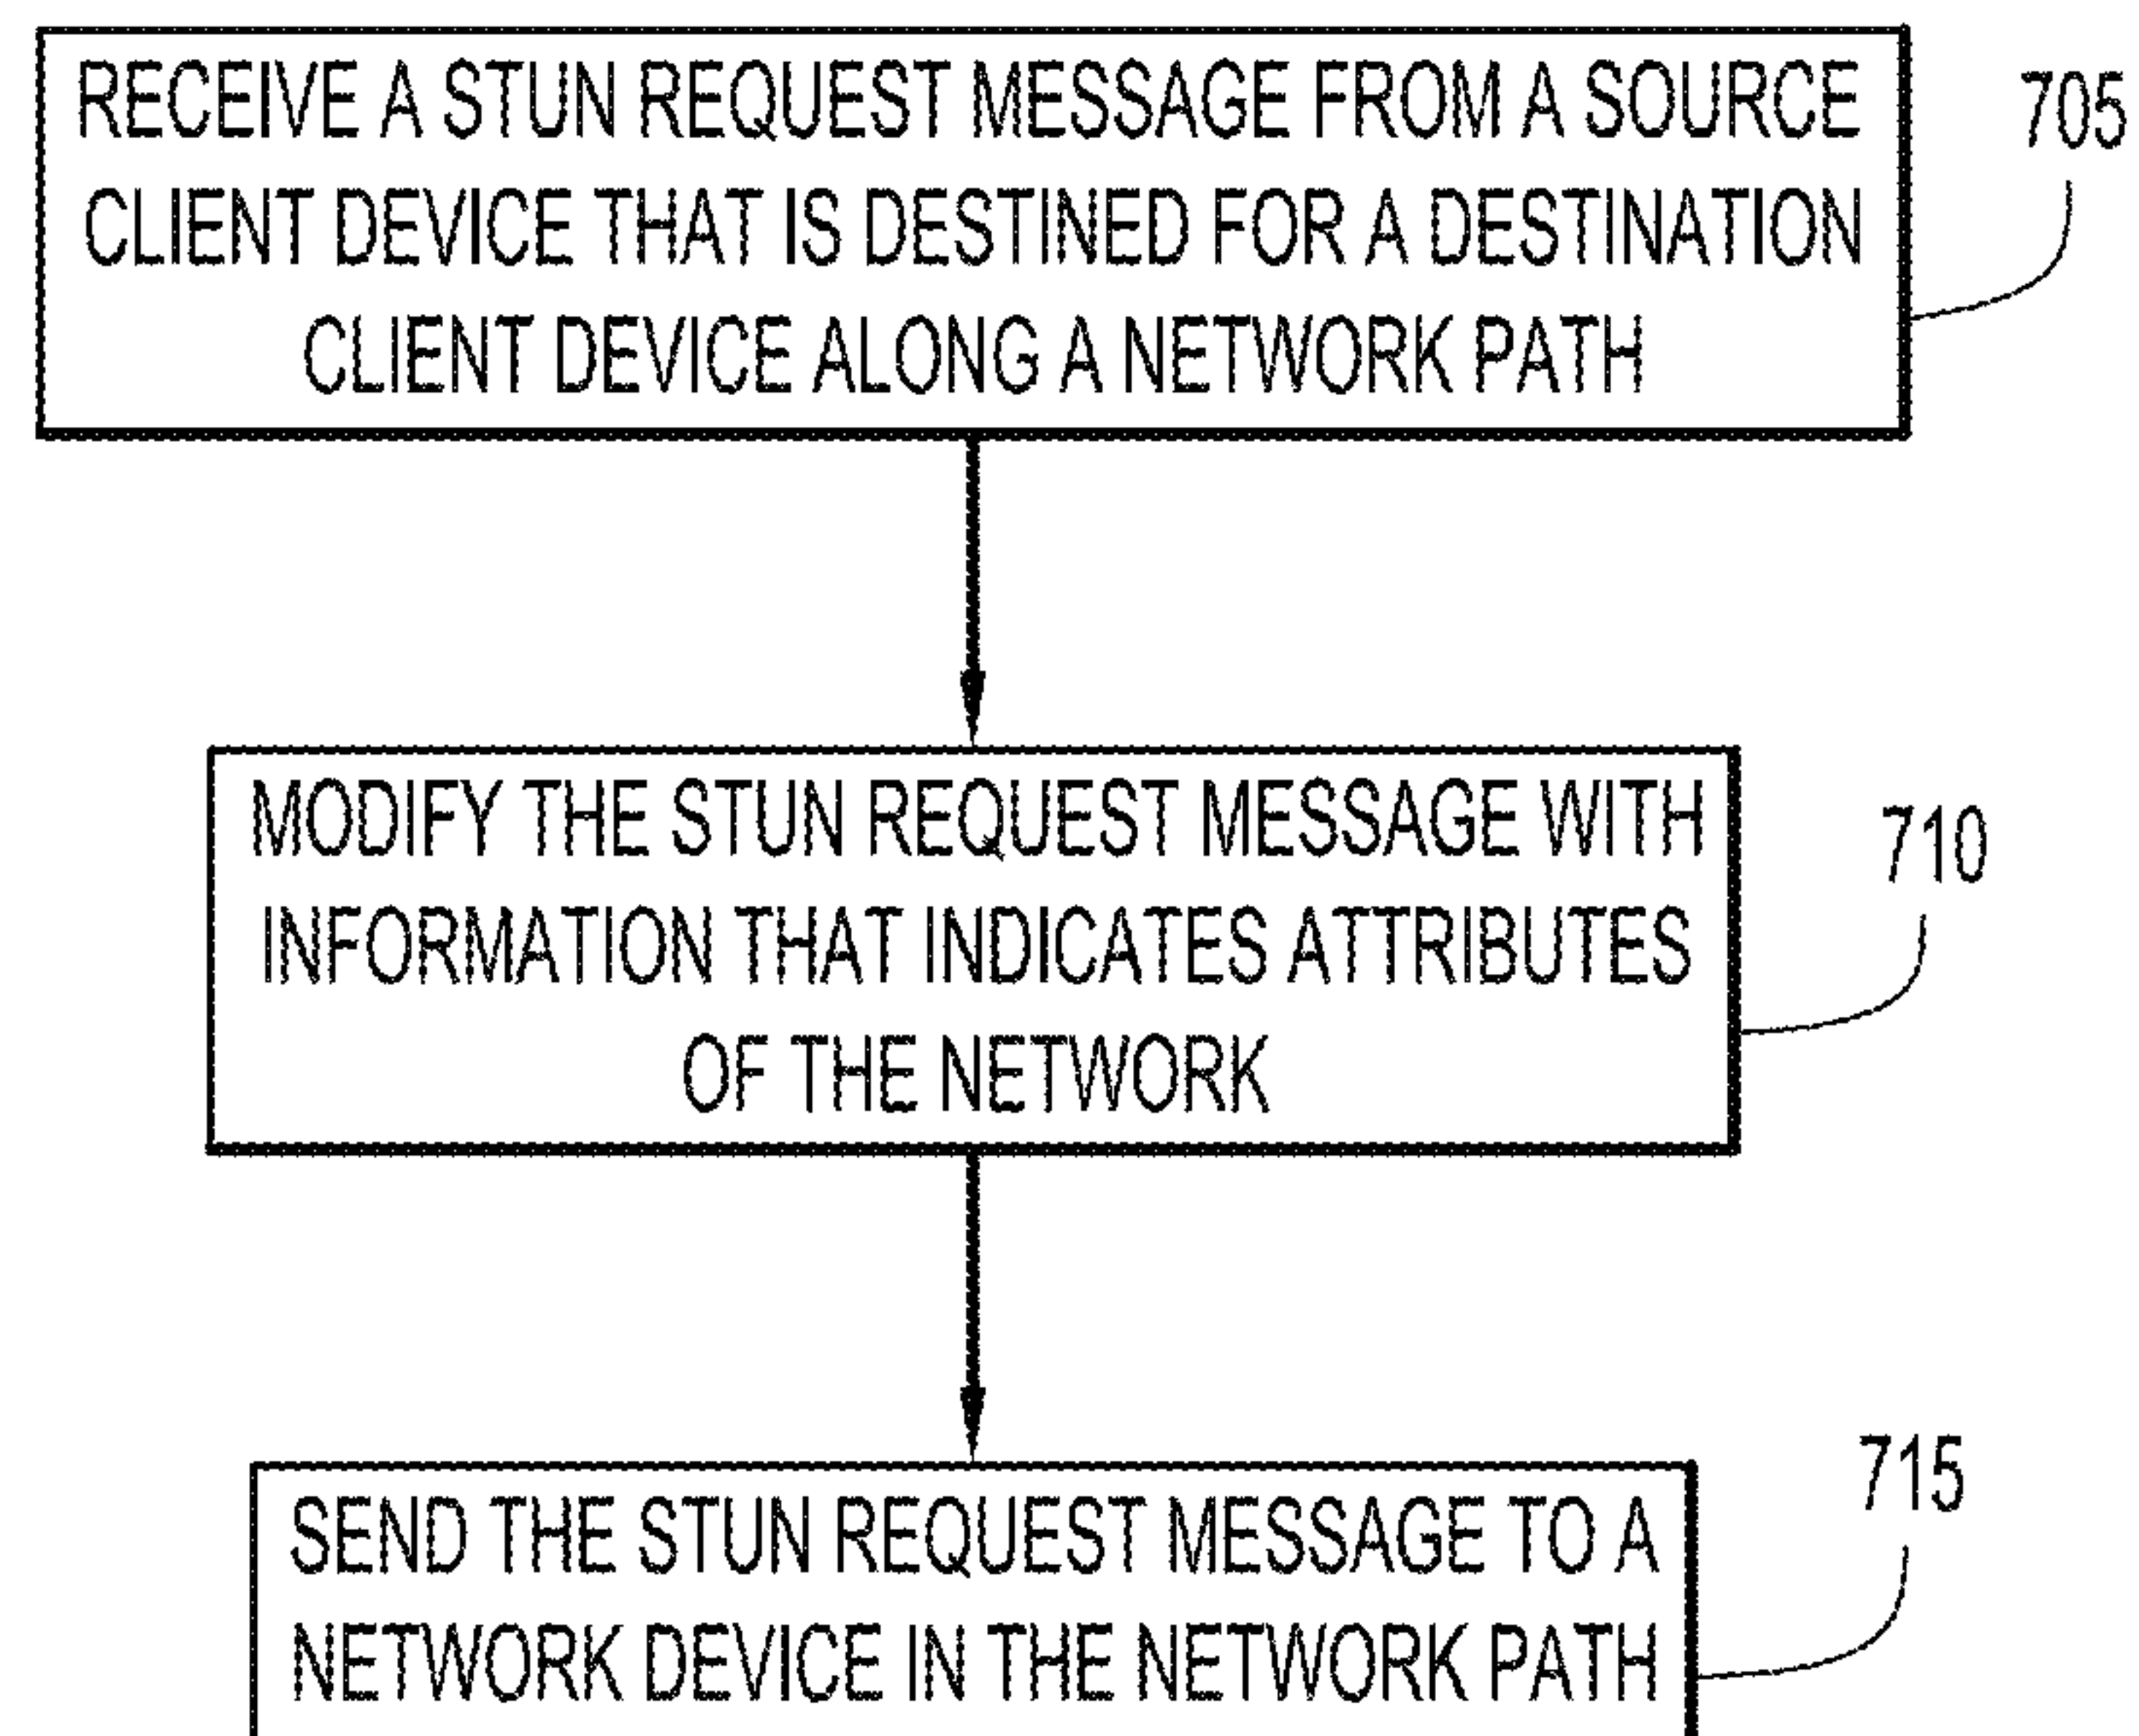 RECEIVE A STUN REQUEST MESSAGE FROM A SOURCE
CLIENT DEVICE THAT IS DESTINED FOR A DESTINATION
CLIENT DEVICE ALONG A NETWORK PATH
705
MODIFY THE STUN REQUEST MESSAGE WITH
INFORMATION THAT INDICATES ATTRIBUTES
OF THE NETWORK
710
SEND THE STUN REQUEST MESSAGE TO A
NETWORK DEVICE IN THE NETWORK PATH
715